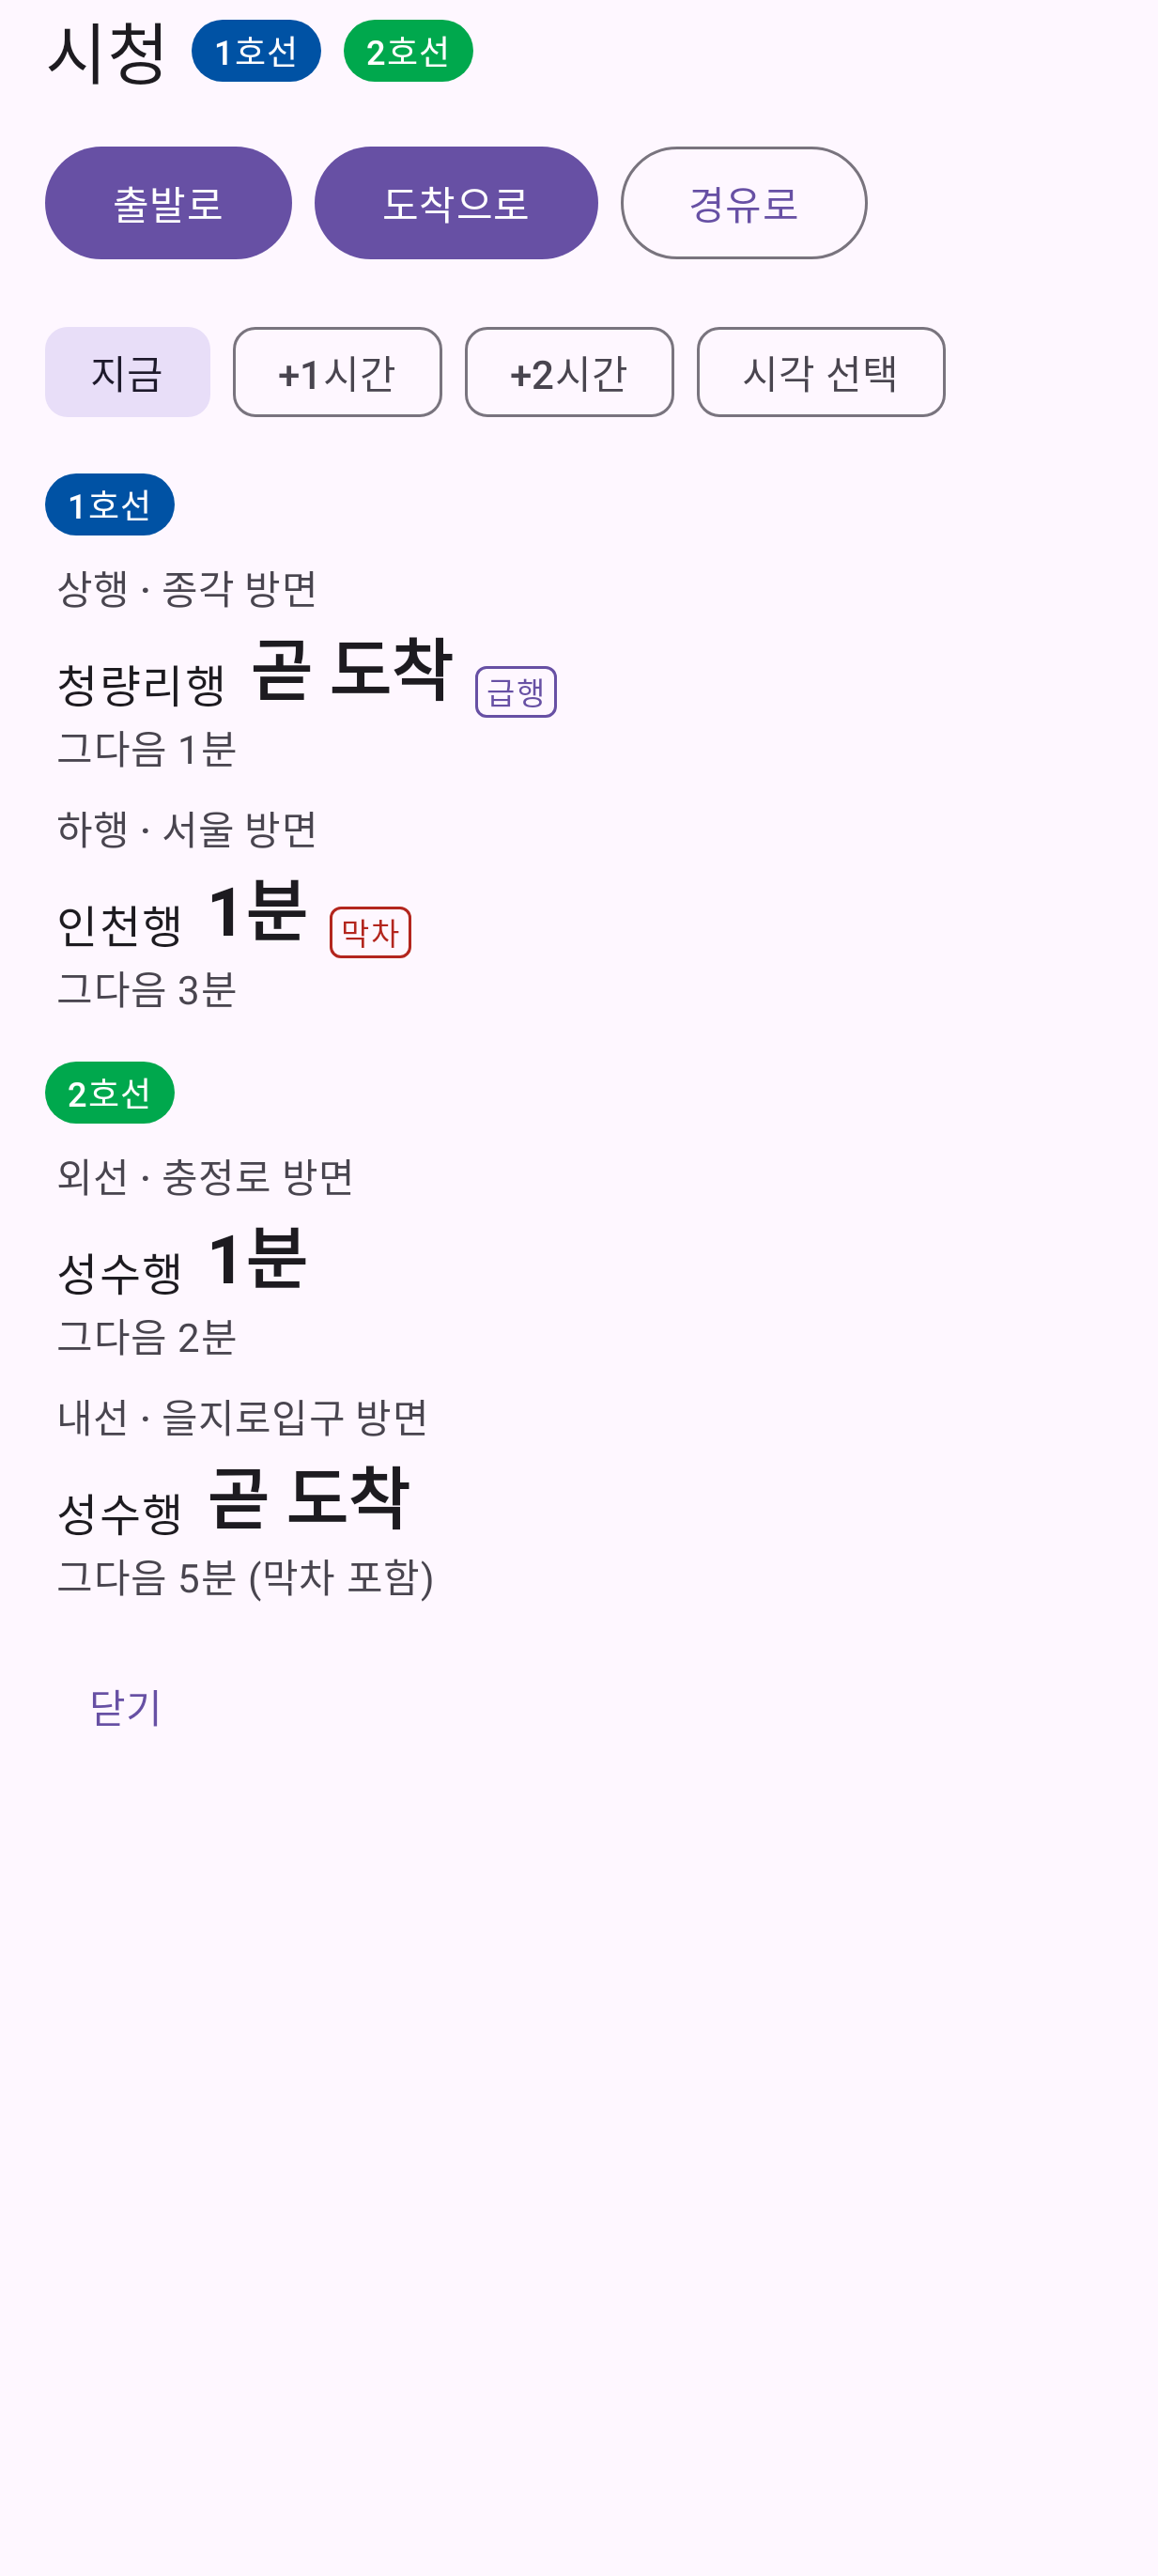 시청 1호선 2호선
출발로 도착으로 경유로
지금 +1시간 +2시간 시각 선택
1호선
상행 · 종각 방면
청량리행 곧 도착 급행
그다음 1분
하행 · 서울 방면
인천행 1분 막차
그다음 3분
2호선
외선 · 충정로 방면
성수행 1분
그다음 2분
내선 · 을지로입구 방면
성수행 곧 도착
그다음 5분 (막차 포함)
닫기